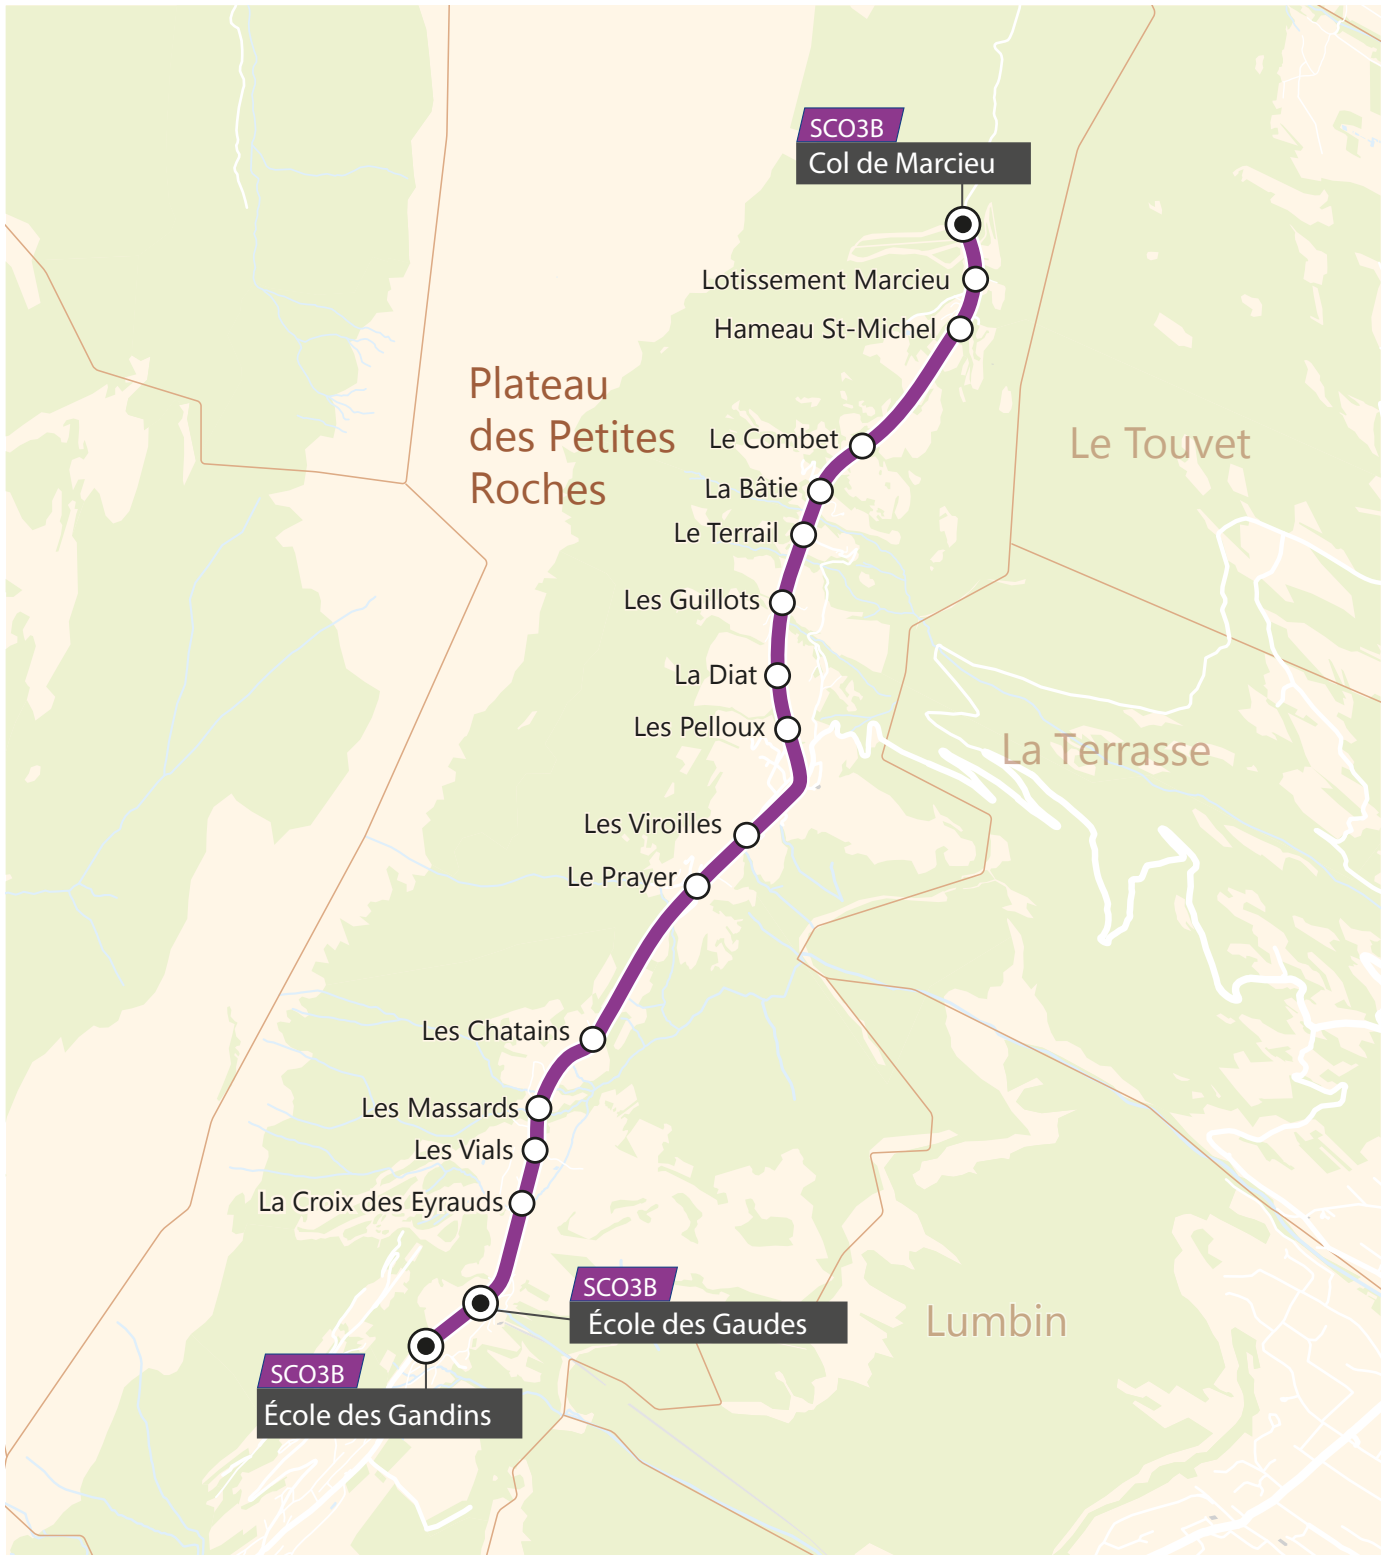 SCO3B
Col de Marcieu
Lotissement Marcieu
Hameau St-Michel
Plateau
des Petites
Roches
Le Combet
Le Touvet
La Bâtie
Le Terrail
Les Guillots
La Diat
Les Pelloux
La Terrasse
Les Viroilles
Le Prayer
Les Chatains
Les Massards
Les Vials
La Croix des Eyrauds
SCO3B
École des Gaudes
Lumbin
SCO3B
École des Gandins